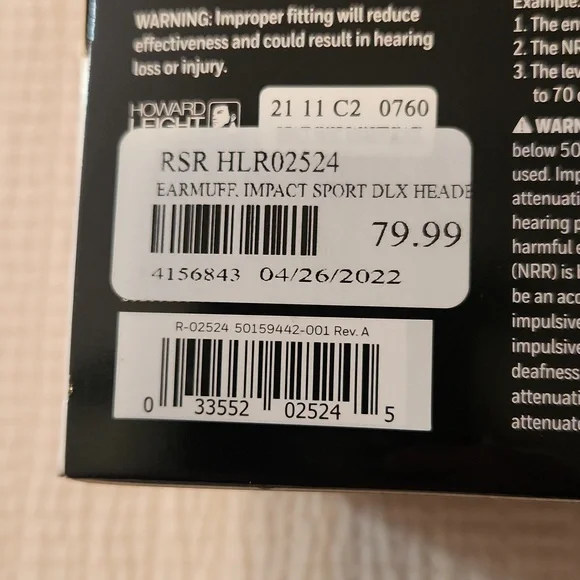 WARNING: Improper fitting will reduce
effectiveness and could result in hearing
loss or injury.
HOWARD
LEIGHT
21 11 C2 0760
RSR HLR02524
EARMUFF, IMPACT SPORT DLX HEADE
79.99
4156843 04/26/2022
R-02524 50159442-001 Rev.A
0 33552 02524 5
Example:
1. The en
2. The NR
3. The lev
to 70 d
⚠ WARN
below 50
used. Imp
attenuati
hearing p
harmful e
(NRR) is b
be an acc
impulsive
impulsive
deafness
attenuati
attenuate